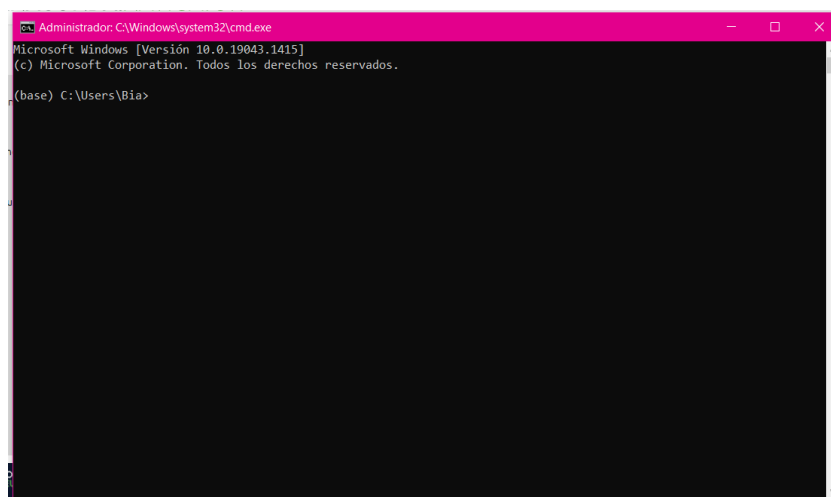 Administrador: C:\Windows\system32\cmd.exe
Microsoft Windows [Versión 10.0.19043.1415]
(c) Microsoft Corporation. Todos los derechos reservados.
(base) C:\Users\Bia>